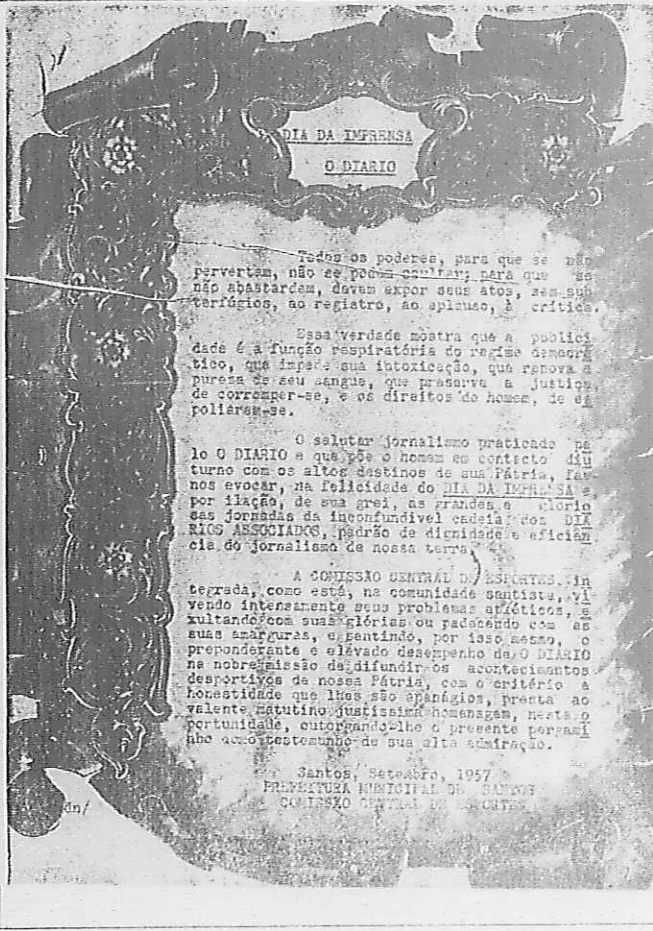 DIA DA IMPRENSA
O DIARIO
Todos os poderes, para que se não
pervertam, não se podem ocultar; para que se
não abastardem, devem expor seus atos, sem sub
terfúgios, ao registro, ao aplauso, à crítica.
Essa verdade mostra que a publici
dade é a função respiratória do regime democrá
tico, que impede sua intoxicação, que renova a
pureza de seu sangue, que preserva a justiça,
de corromper-se, e os direitos do homem, de es
poliarem-se.
O salutar jornalismo praticado pe
lo O DIARIO e que põe o homem em contacto diu
turno com os altos destinos de sua Pátria, faz-
nos evocar, na felicidade do DIA DA IMPRENSA e
por ilação, de sua grei, as grandes e glorio
sas jornadas da inconfundivel cadeia dos DIA
RIOS ASSOCIADOS, padrão de dignidade e eficiên
cia do jornalismo de nossa terra.
A COMISSÃO CENTRAL DE ESPORTES, in
tegrada, como está, na comunidade santista, vi
vendo intensamente seus problemas atléticos, e
xultando com suas glórias ou padecendo com as
suas amarguras, e sentindo, por isso mesmo, o
preponderante e elevado desempenho da O DIARIO
na nobre missão de difundir os acontecimentos
desportivos de nossa Pátria, com o critério e
honestidade que lhes são apanágios, presta ao
valente matutino justissima homenagem, nesta o
portunidade, outorgando-lhe o presente pergami
nho como testemunho de sua alta admiração.
Santos, Setembro, 1957
PREFEITURA MUNICIPAL DE SANTOS
COMISSÃO CENTRAL DE ESPORTES
dn/